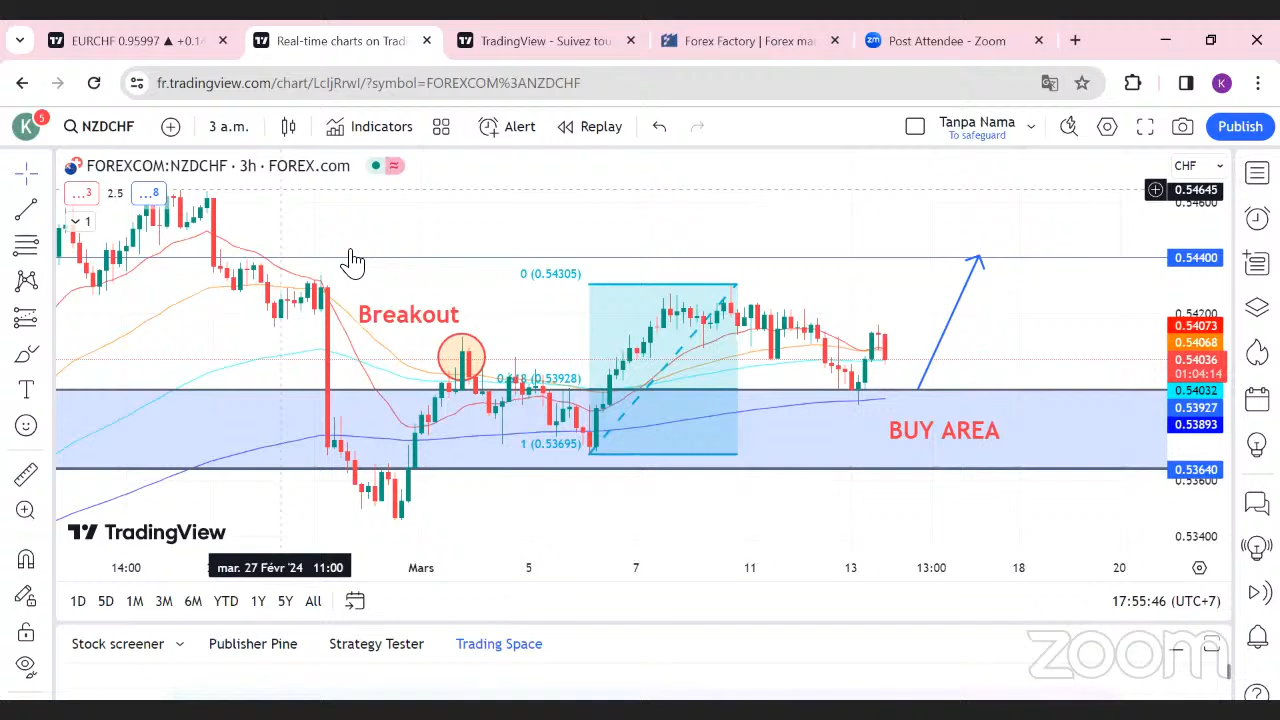 EURCHF 0.95997 ▲ +0.14
Real-time charts on Tradi
TradingView - Suivez tou
Forex Factory | Forex ma
Post Attendee - Zoom
fr.tradingview.com/chart/LcIjRrwI/?symbol=FOREXCOM%3ANZDCHF
K
K 5
NZDCHF
3 a.m.
Indicators
Alert
Replay
Tanpa Nama
To safeguard
Publish
FOREXCOM:NZDCHF · 3h · FOREX.com
CHF
...3 2.5 ...8
1
0.54645
0.54600
0.54400
0 (0.54305)
Breakout
0.54200
0.54073
0.54068
0.54036
01:04:14
0.54032
(0.53928)
0.53927
0.53893
BUY AREA
1 (0.53695)
0.53640
0.53600
TradingView
0.53400
14:00
mar. 27 Févr '24 11:00
Mars
5
7
11
13
13:00
18
20
1D 5D 1M 3M 6M YTD 1Y 5Y All
17:55:46 (UTC+7)
Stock screener
Publisher Pine
Strategy Tester
Trading Space
zoom